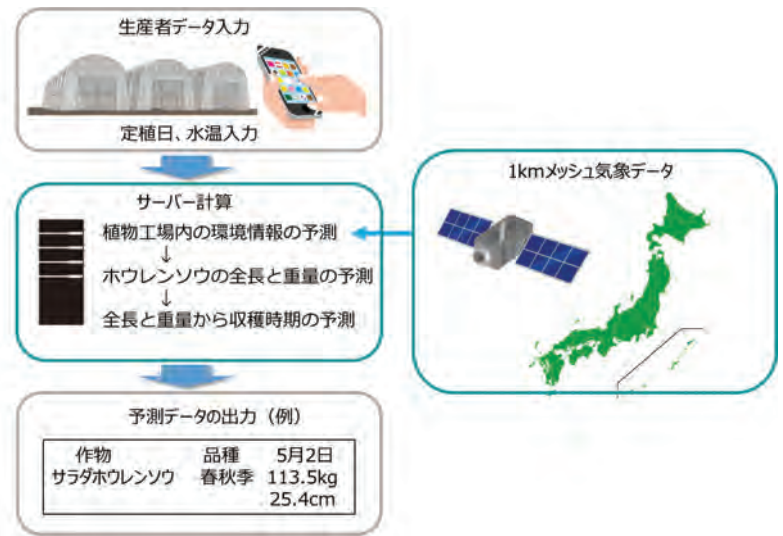 生産者データ入力
定植日、水温入力
サーバー計算
植物工場内の環境情報の予測
↓
ホウレンソウの全長と重量の予測
↓
全長と重量から収穫時期の予測
1kmメッシュ気象データ
予測データの出力（例）
作物 品種 5月2日
サラダホウレンソウ 春秋季 113.5kg
25.4cm